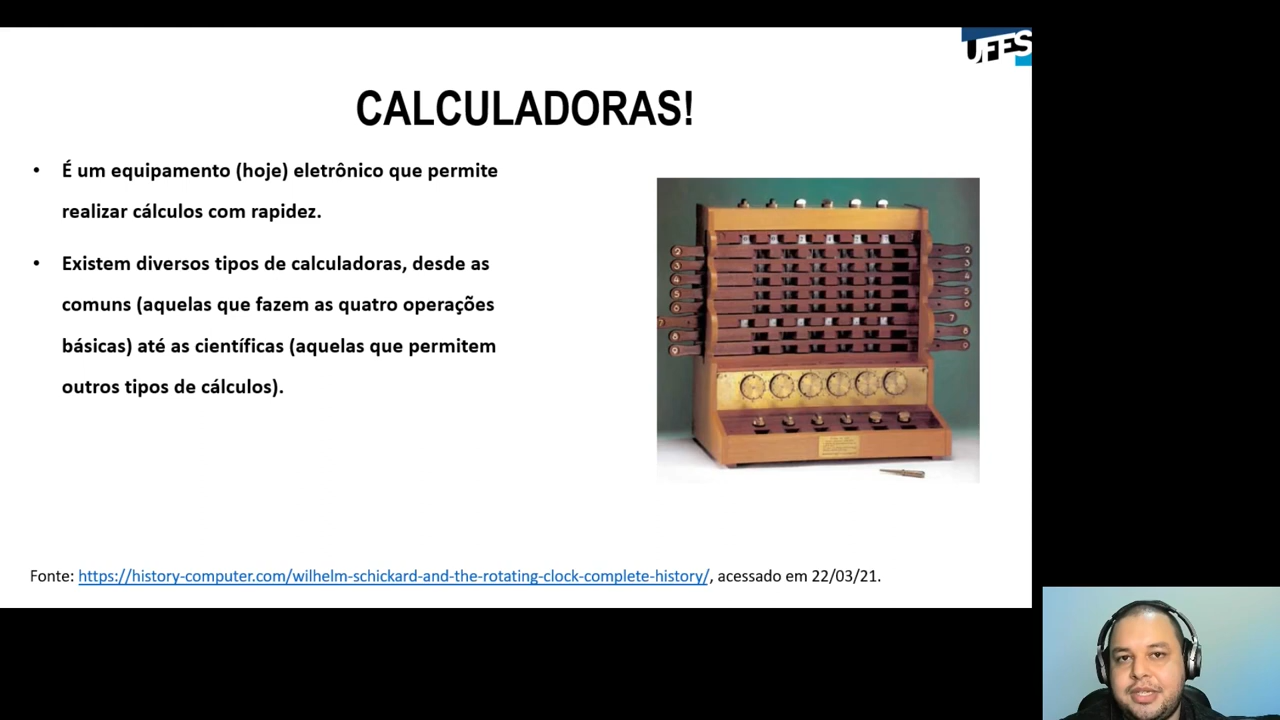 UFES
CALCULADORAS!
• É um equipamento (hoje) eletrônico que permite
realizar cálculos com rapidez.
• Existem diversos tipos de calculadoras, desde as
comuns (aquelas que fazem as quatro operações
básicas) até as científicas (aquelas que permitem
outros tipos de cálculos).
Fonte: https://history-computer.com/wilhelm-schickard-and-the-rotating-clock-complete-history/, acessado em 22/03/21.